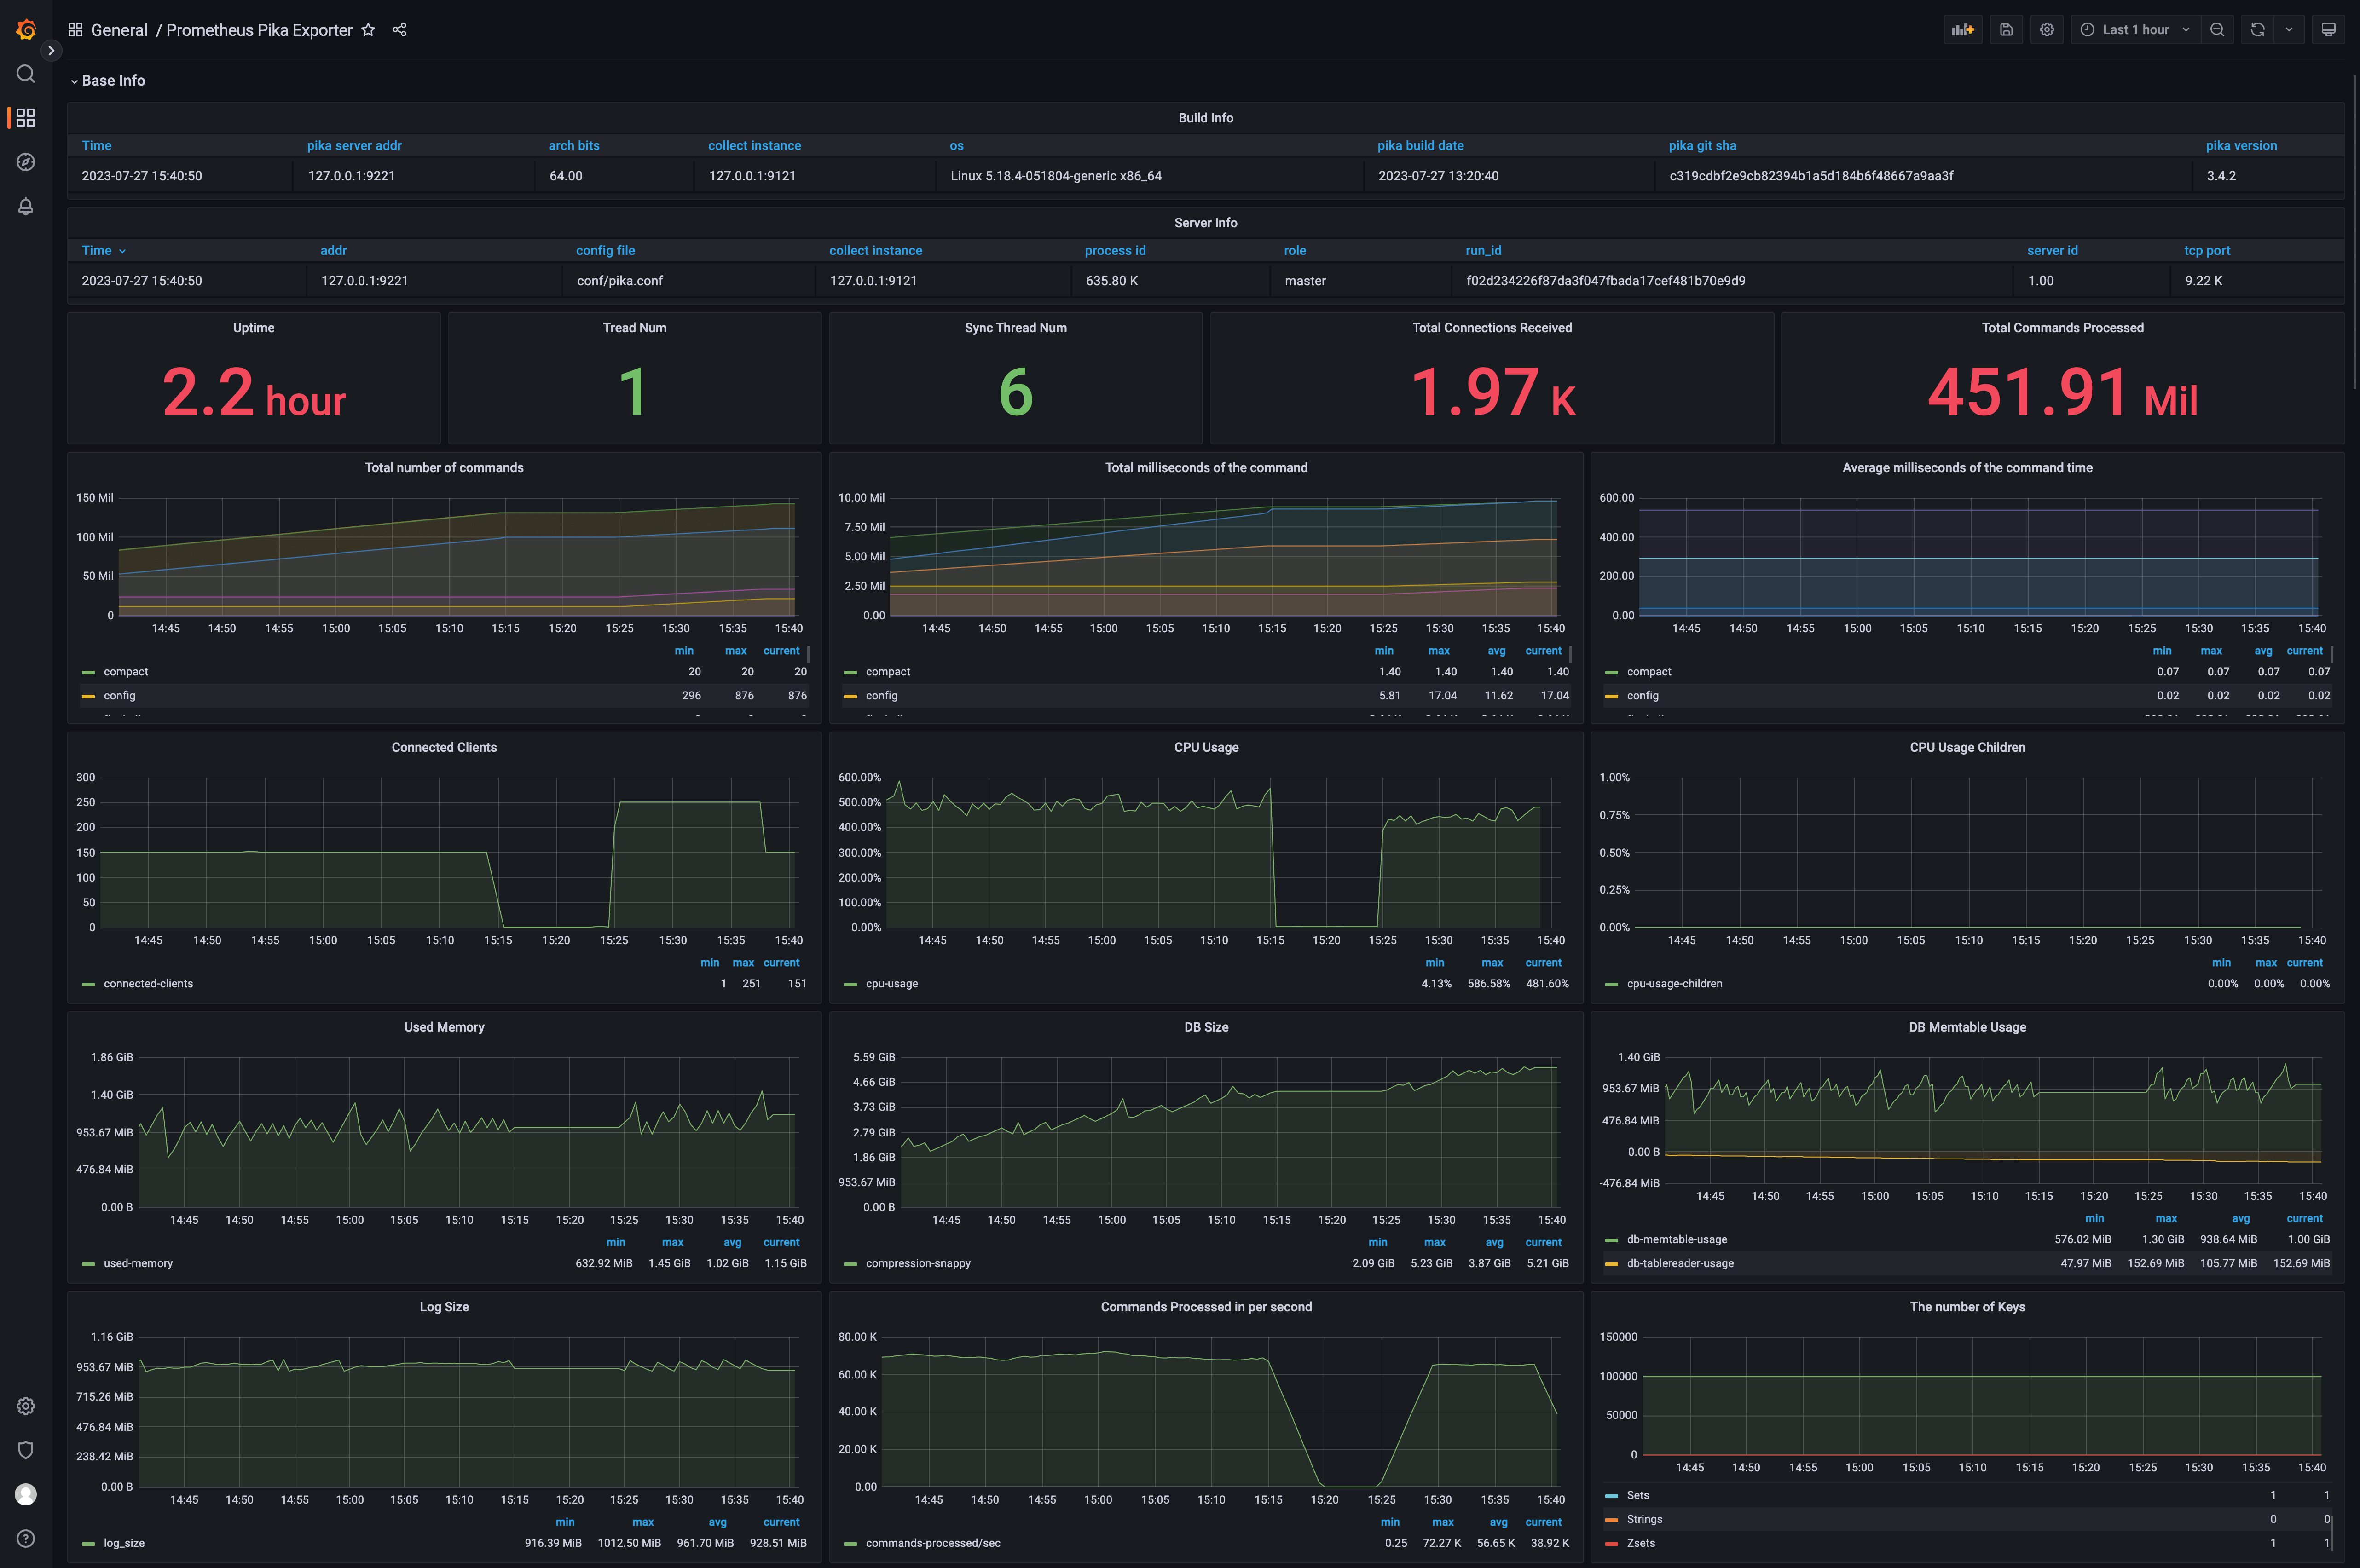 General / Prometheus Pika Exporter
Last 1 hour
Base Info
Build Info
Time pika server addr arch bits collect instance os pika build date pika git sha pika version
2023-07-27 15:40:50 127.0.0.1:9221 64.00 127.0.0.1:9121 Linux 5.18.4-051804-generic x86_64 2023-07-27 13:20:40 c319cdbf2e9cb82394b1a5d184b6f48667a9aa3f 3.4.2
Server Info
Time addr config file collect instance process id role run_id server id tcp port
2023-07-27 15:40:50 127.0.0.1:9221 conf/pika.conf 127.0.0.1:9121 635.80 K master f02d234226f87da3f047fbada17cef481b70e9d9 1.00 9.22 K
Uptime
2.2 hour
Tread Num
1
Sync Thread Num
6
Total Connections Received
1.97 K
Total Commands Processed
451.91 Mil
Total number of commands
150 Mil
100 Mil
50 Mil
0
14:45 14:50 14:55 15:00 15:05 15:10 15:15 15:20 15:25 15:30 15:35 15:40
min max current
compact 20 20 20
config 296 876 876
Total milliseconds of the command
10.00 Mil
7.50 Mil
5.00 Mil
2.50 Mil
0.00
14:45 14:50 14:55 15:00 15:05 15:10 15:15 15:20 15:25 15:30 15:35 15:40
min max avg current
compact 1.40 1.40 1.40 1.40
config 5.81 17.04 11.62 17.04
Average milliseconds of the command time
600.00
400.00
200.00
0.00
14:45 14:50 14:55 15:00 15:05 15:10 15:15 15:20 15:25 15:30 15:35 15:40
min max avg current
compact 0.07 0.07 0.07 0.07
config 0.02 0.02 0.02 0.02
Connected Clients
300
250
200
150
100
50
0
14:45 14:50 14:55 15:00 15:05 15:10 15:15 15:20 15:25 15:30 15:35 15:40
min max current
connected-clients 1 251 151
CPU Usage
600.00%
500.00%
400.00%
300.00%
200.00%
100.00%
0.00%
14:45 14:50 14:55 15:00 15:05 15:10 15:15 15:20 15:25 15:30 15:35 15:40
min max current
cpu-usage 4.13% 586.58% 481.60%
CPU Usage Children
1.00%
0.75%
0.50%
0.25%
0.00%
14:45 14:50 14:55 15:00 15:05 15:10 15:15 15:20 15:25 15:30 15:35 15:40
min max current
cpu-usage-children 0.00% 0.00% 0.00%
Used Memory
1.86 GiB
1.40 GiB
953.67 MiB
476.84 MiB
0.00 B
14:45 14:50 14:55 15:00 15:05 15:10 15:15 15:20 15:25 15:30 15:35 15:40
min max avg current
used-memory 632.92 MiB 1.45 GiB 1.02 GiB 1.15 GiB
DB Size
5.59 GiB
4.66 GiB
3.73 GiB
2.79 GiB
1.86 GiB
953.67 MiB
0.00 B
14:45 14:50 14:55 15:00 15:05 15:10 15:15 15:20 15:25 15:30 15:35 15:40
min max avg current
compression-snappy 2.09 GiB 5.23 GiB 3.87 GiB 5.21 GiB
DB Memtable Usage
1.40 GiB
953.67 MiB
476.84 MiB
0.00 B
-476.84 MiB
14:45 14:50 14:55 15:00 15:05 15:10 15:15 15:20 15:25 15:30 15:35 15:40
min max avg current
db-memtable-usage 576.02 MiB 1.30 GiB 938.64 MiB 1.00 GiB
db-tablereader-usage 47.97 MiB 152.69 MiB 105.77 MiB 152.69 MiB
Log Size
1.16 GiB
953.67 MiB
715.26 MiB
476.84 MiB
238.42 MiB
0.00 B
14:45 14:50 14:55 15:00 15:05 15:10 15:15 15:20 15:25 15:30 15:35 15:40
min max avg current
log_size 916.39 MiB 1012.50 MiB 961.70 MiB 928.51 MiB
Commands Processed in per second
80.00 K
60.00 K
40.00 K
20.00 K
0.00
14:45 14:50 14:55 15:00 15:05 15:10 15:15 15:20 15:25 15:30 15:35 15:40
min max avg current
commands-processed/sec 0.25 72.27 K 56.65 K 38.92 K
The number of Keys
150000
100000
50000
0
14:45 14:50 14:55 15:00 15:05 15:10 15:15 15:20 15:25 15:30 15:35 15:40
Sets 1 1
Strings 0 0
Zsets 1 1